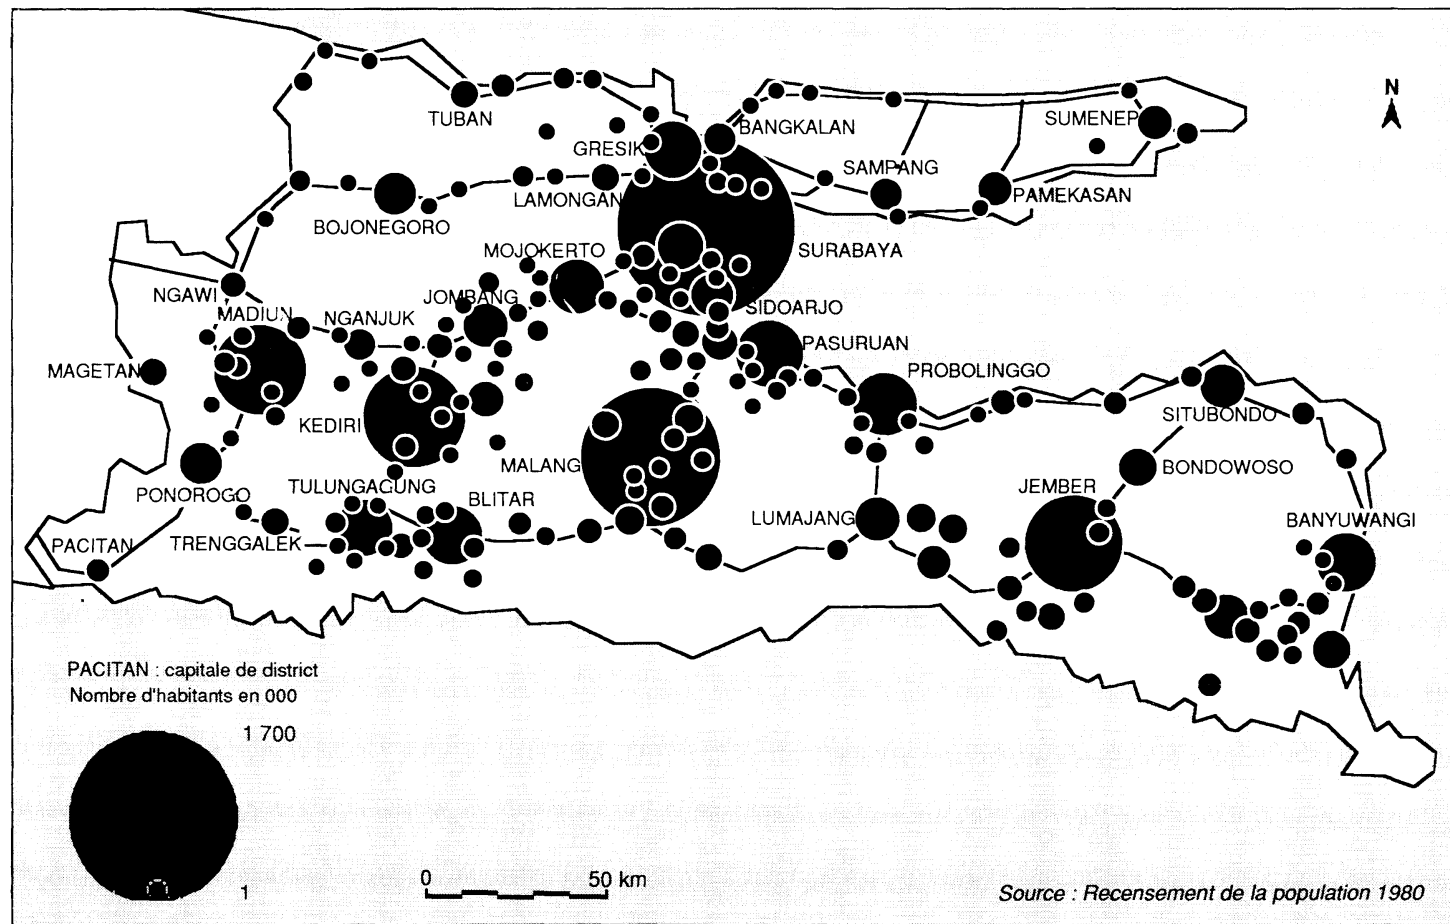 N
TUBAN
BANGKALAN
SUMENEP
GRESIK
SAMPANG
LAMONGAN
PAMEKASAN
BOJONEGORO
MOJOKERTO
SURABAYA
NGAWI
JOMBANG
SIDOARJO
MADIUN
NGANJUK
PASURUAN
MAGETAN
PROBOLINGGO
SITUBONDO
KEDIRI
MALANG
BONDOWOSO
PONOROGO
TULUNGAGUNG
BLITAR
JEMBER
LUMAJANG
BANYUWANGI
PACITAN
TRENGGALEK
PACITAN : capitale de district
Nombre d'habitants en 000
1 700
1
0 50 km
Source : Recensement de la population 1980